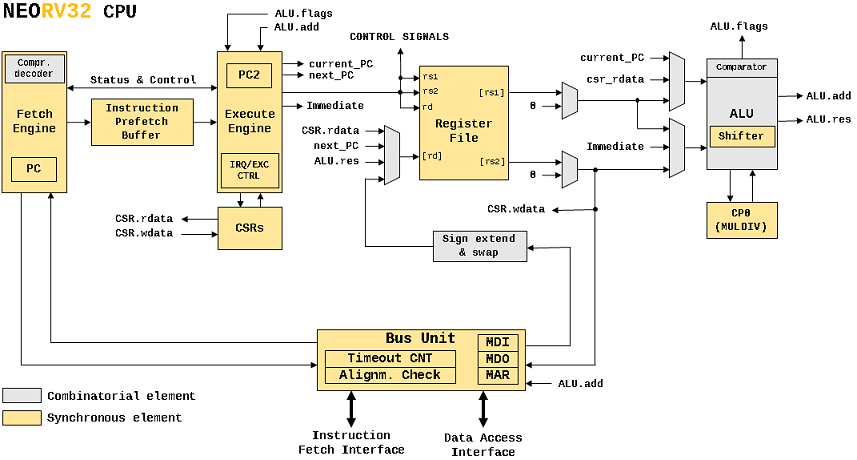 NEORV32 CPU
ALU.flags
ALU.add
CONTROL SIGNALS
ALU.flags
Compr.
decoder
Fetch
Engine
PC
Status & Control
Instruction
Prefetch
Buffer
PC2
Execute
Engine
IRQ/EXC
CTRL
current_PC
next_PC
Immediate
CSR.rdata
next_PC
ALU.res
rs1
rs2
rd
[rs1]
Register
File
[rd]
[rs2]
0
0
current_PC
csr_rdata
Immediate
Comparator
ALU
Shifter
ALU.add
ALU.res
CP0
(MULDIV)
CSR.rdata
CSR.wdata
CSRs
CSR.wdata
Sign extend
& swap
Bus Unit
Timeout CNT
Alignm. Check
MDI
MDO
MAR
ALU.add
Combinatorial element
Synchronous element
Instruction
Fetch Interface
Data Access
Interface